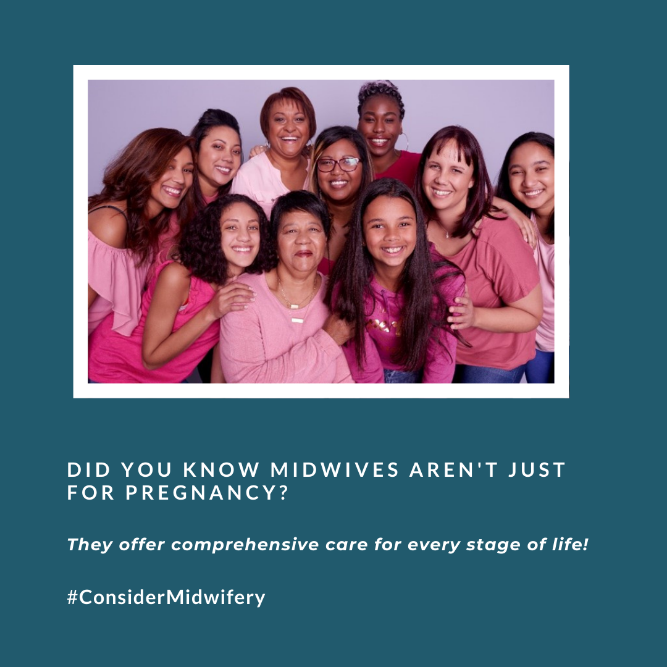 DID YOU KNOW MIDWIVES AREN'T JUST
FOR PREGNANCY?
They offer comprehensive care for every stage of life!
#ConsiderMidwifery